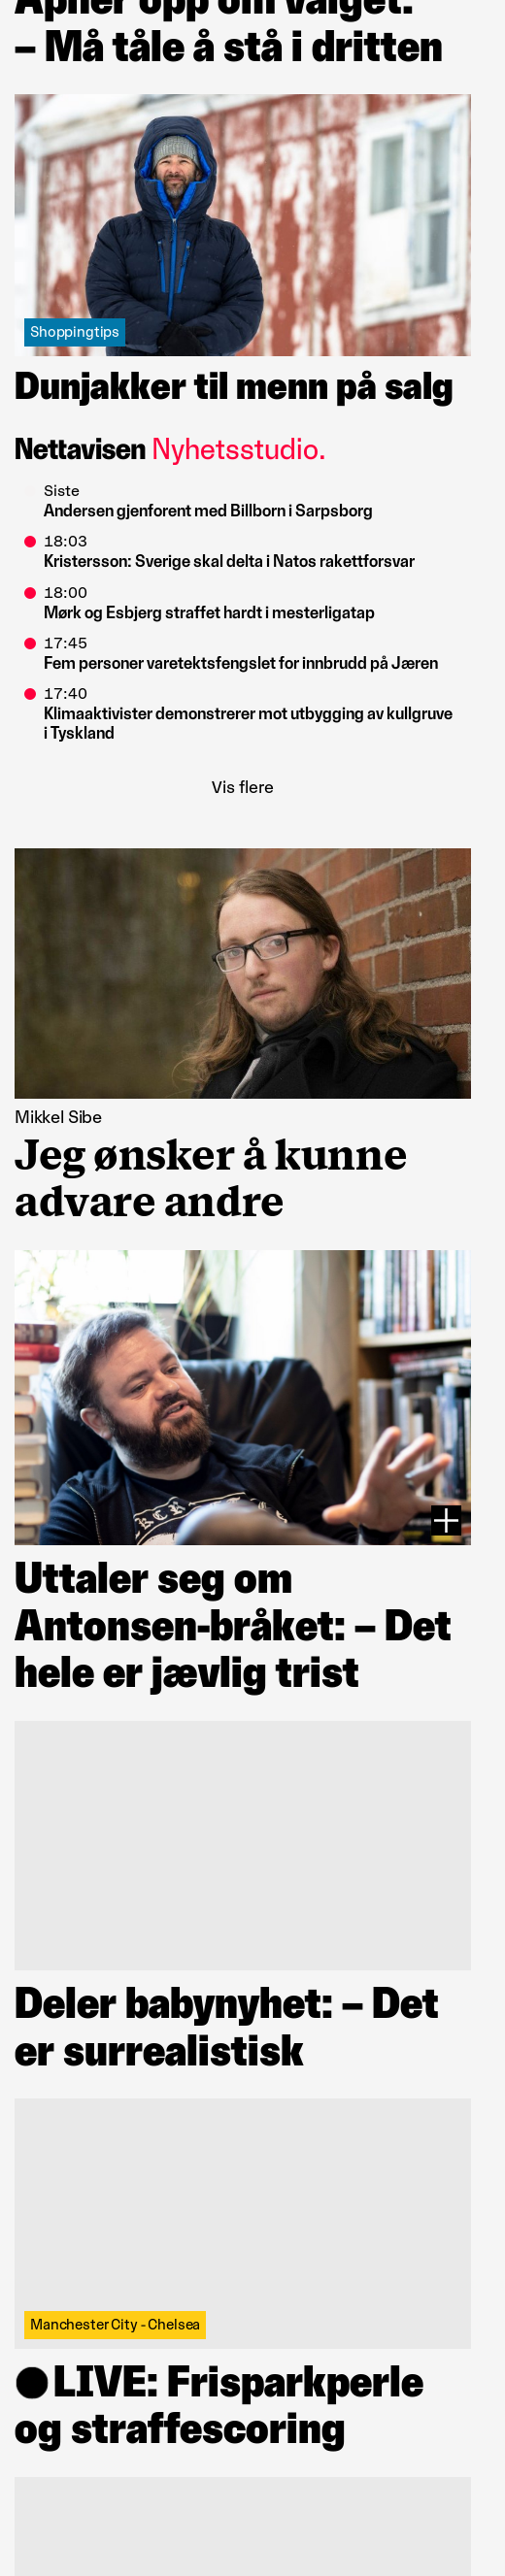 Åpner opp om valget:
– Må tåle å stå i dritten
Shoppingtips
Dunjakker til menn på salg
Nettavisen Nyhetsstudio.
Siste
Andersen gjenforent med Billborn i Sarpsborg
18:03
Kristersson: Sverige skal delta i Natos rakettforsvar
18:00
Mørk og Esbjerg straffet hardt i mesterligatap
17:45
Fem personer varetektsfengslet for innbrudd på Jæren
17:40
Klimaaktivister demonstrerer mot utbygging av kullgruve
i Tyskland
Vis flere
Mikkel Sibe
Jeg ønsker å kunne
advare andre
Uttaler seg om
Antonsen-bråket: – Det
hele er jævlig trist
Deler babynyhet: – Det
er surrealistisk
Manchester City - Chelsea
LIVE: Frisparkperle
og straffescoring